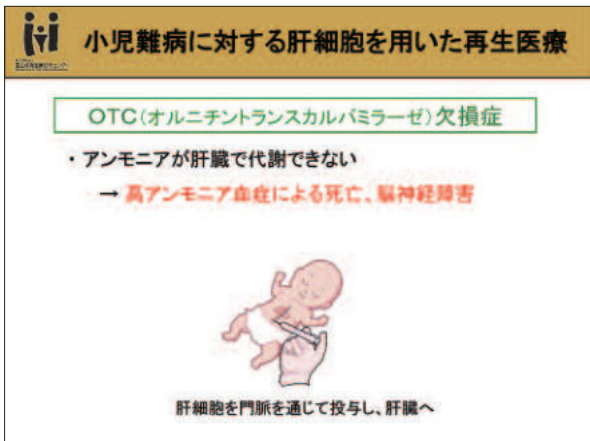 小児難病に対する肝細胞を用いた再生医療
OTC(オルニチントランスカルバミラーゼ)欠損症
・アンモニアが肝臓で代謝できない
→ 高アンモニア血症による死亡、脳神経障害
肝細胞を門脈を通じて投与し、肝臓へ